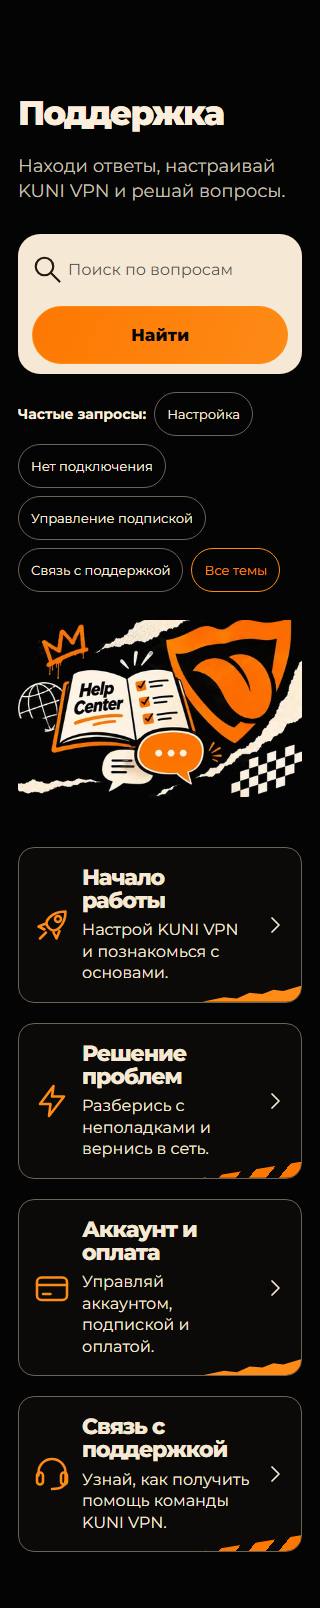 Поддержка
Находи ответы, настраивай
KUNI VPN и решай вопросы.
Поиск по вопросам
Найти
Частые запросы: Настройка
Нет подключения
Управление подпиской
Связь с поддержкой Все темы
Help
Center
Начало
работы
Настрой KUNI VPN
и познакомься с
основами.
Решение
проблем
Разберись с
неполадками и
вернись в сеть.
Аккаунт и
оплата
Управляй
аккаунтом,
подпиской и
оплатой.
Связь с
поддержкой
Узнай, как получить
помощь команды
KUNI VPN.